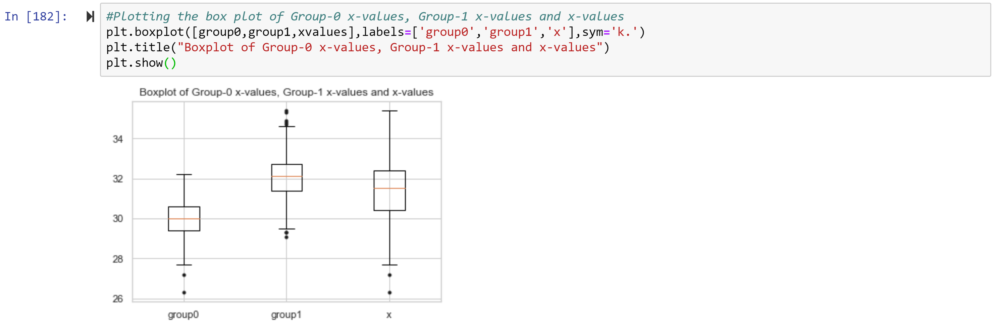 In [182]:
#Plotting the box plot of Group-0 x-values, Group-1 x-values and x-values
plt.boxplot([group0,group1,xvalues],labels=['group0','group1','x'],sym='k.')
plt.title("Boxplot of Group-0 x-values, Group-1 x-values and x-values")
plt.show()
Boxplot of Group-0 x-values, Group-1 x-values and x-values
34
32
30
28
26
group0 group1 x